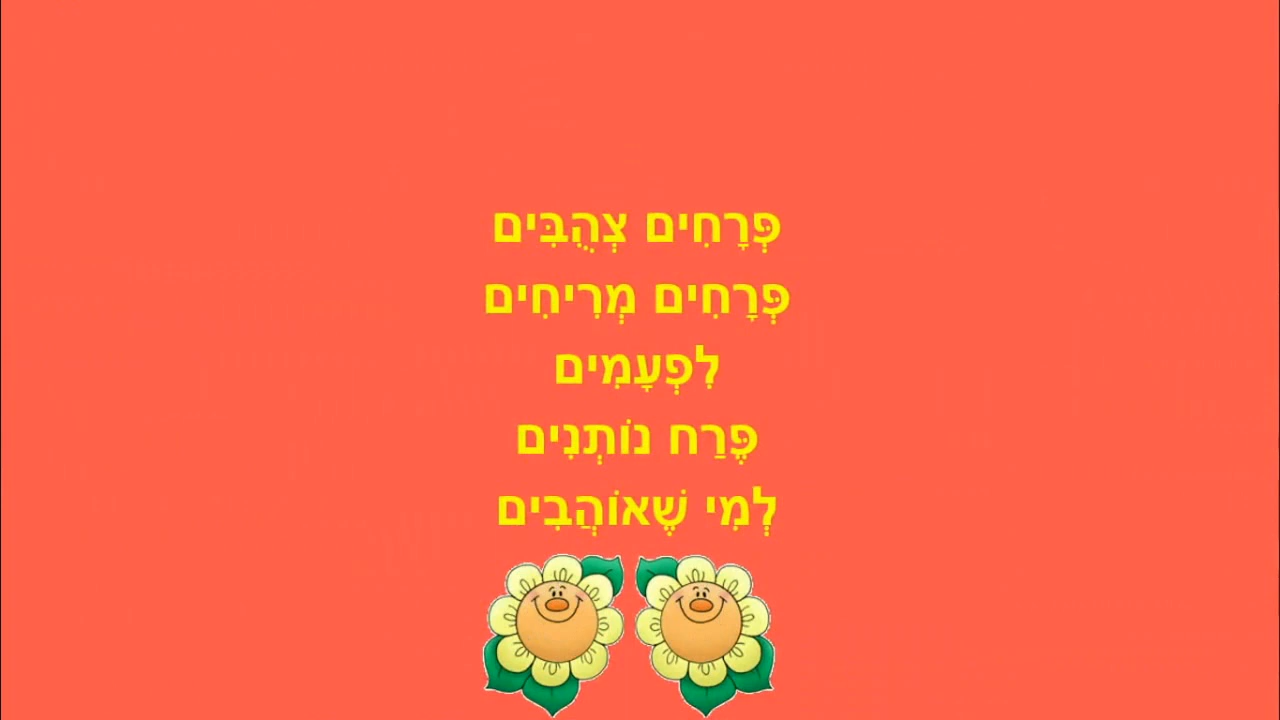 פְּרָחִים צְהֻבִּים
פְּרָחִים מְרִיחִים
לִפְעָמִים
פֶּרַח נוֹתְנִים
לְמִי שֶׁאוֹהֲבִים